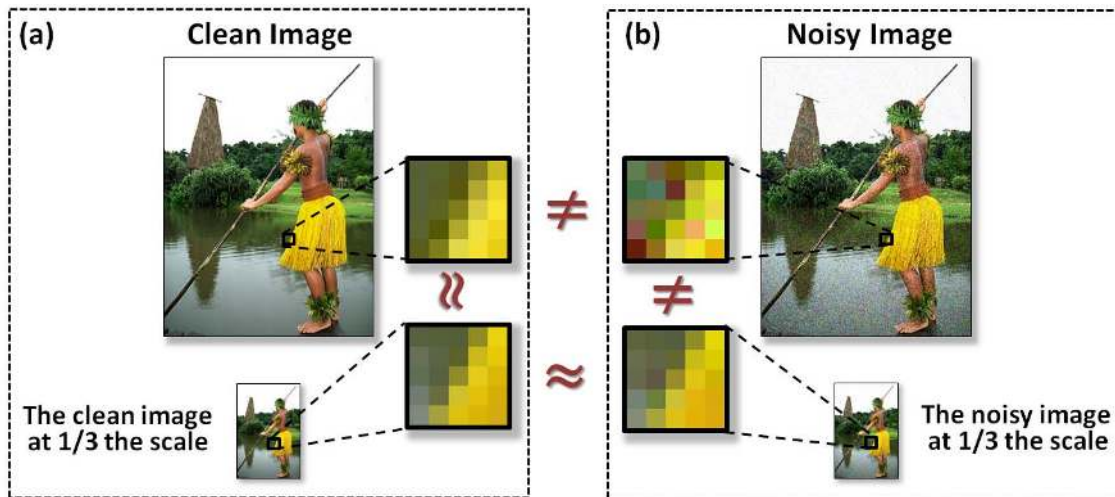 (a)
Clean Image
≠
≈
≈
The clean image
at 1/3 the scale
(b)
Noisy Image
≠
The noisy image
at 1/3 the scale